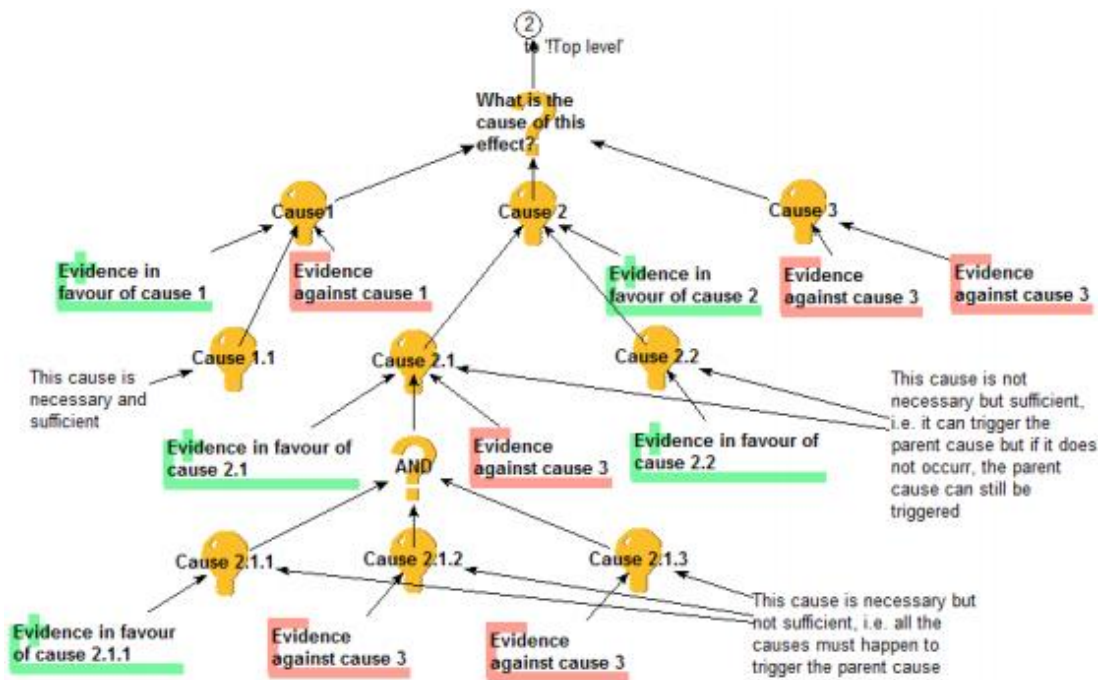 2
to '!Top level'
What is the
cause of this
effect?
Cause1
Cause 2
Cause 3
Evidence in
favour of cause 1
Evidence
against cause 1
Evidence in
favour of cause 2
Evidence
against cause 3
Evidence
against cause 3
Cause 1.1
Cause 2.1
Cause 2.2
This cause is
necessary and
sufficient
This cause is not
necessary but sufficient,
i.e. it can trigger the
parent cause but if it does
not occurr, the parent
cause can still be
triggered
Evidence in favour of
cause 2.1
AND
Evidence
against cause 3
Evidence in favour of
cause 2.2
Cause 2.1.1
Cause 2.1.2
Cause 2.1.3
Evidence in favour
of cause 2.1.1
Evidence
against cause 3
Evidence
against cause 3
This cause is necessary but
not sufficient, i.e. all the
causes must happen to
trigger the parent cause